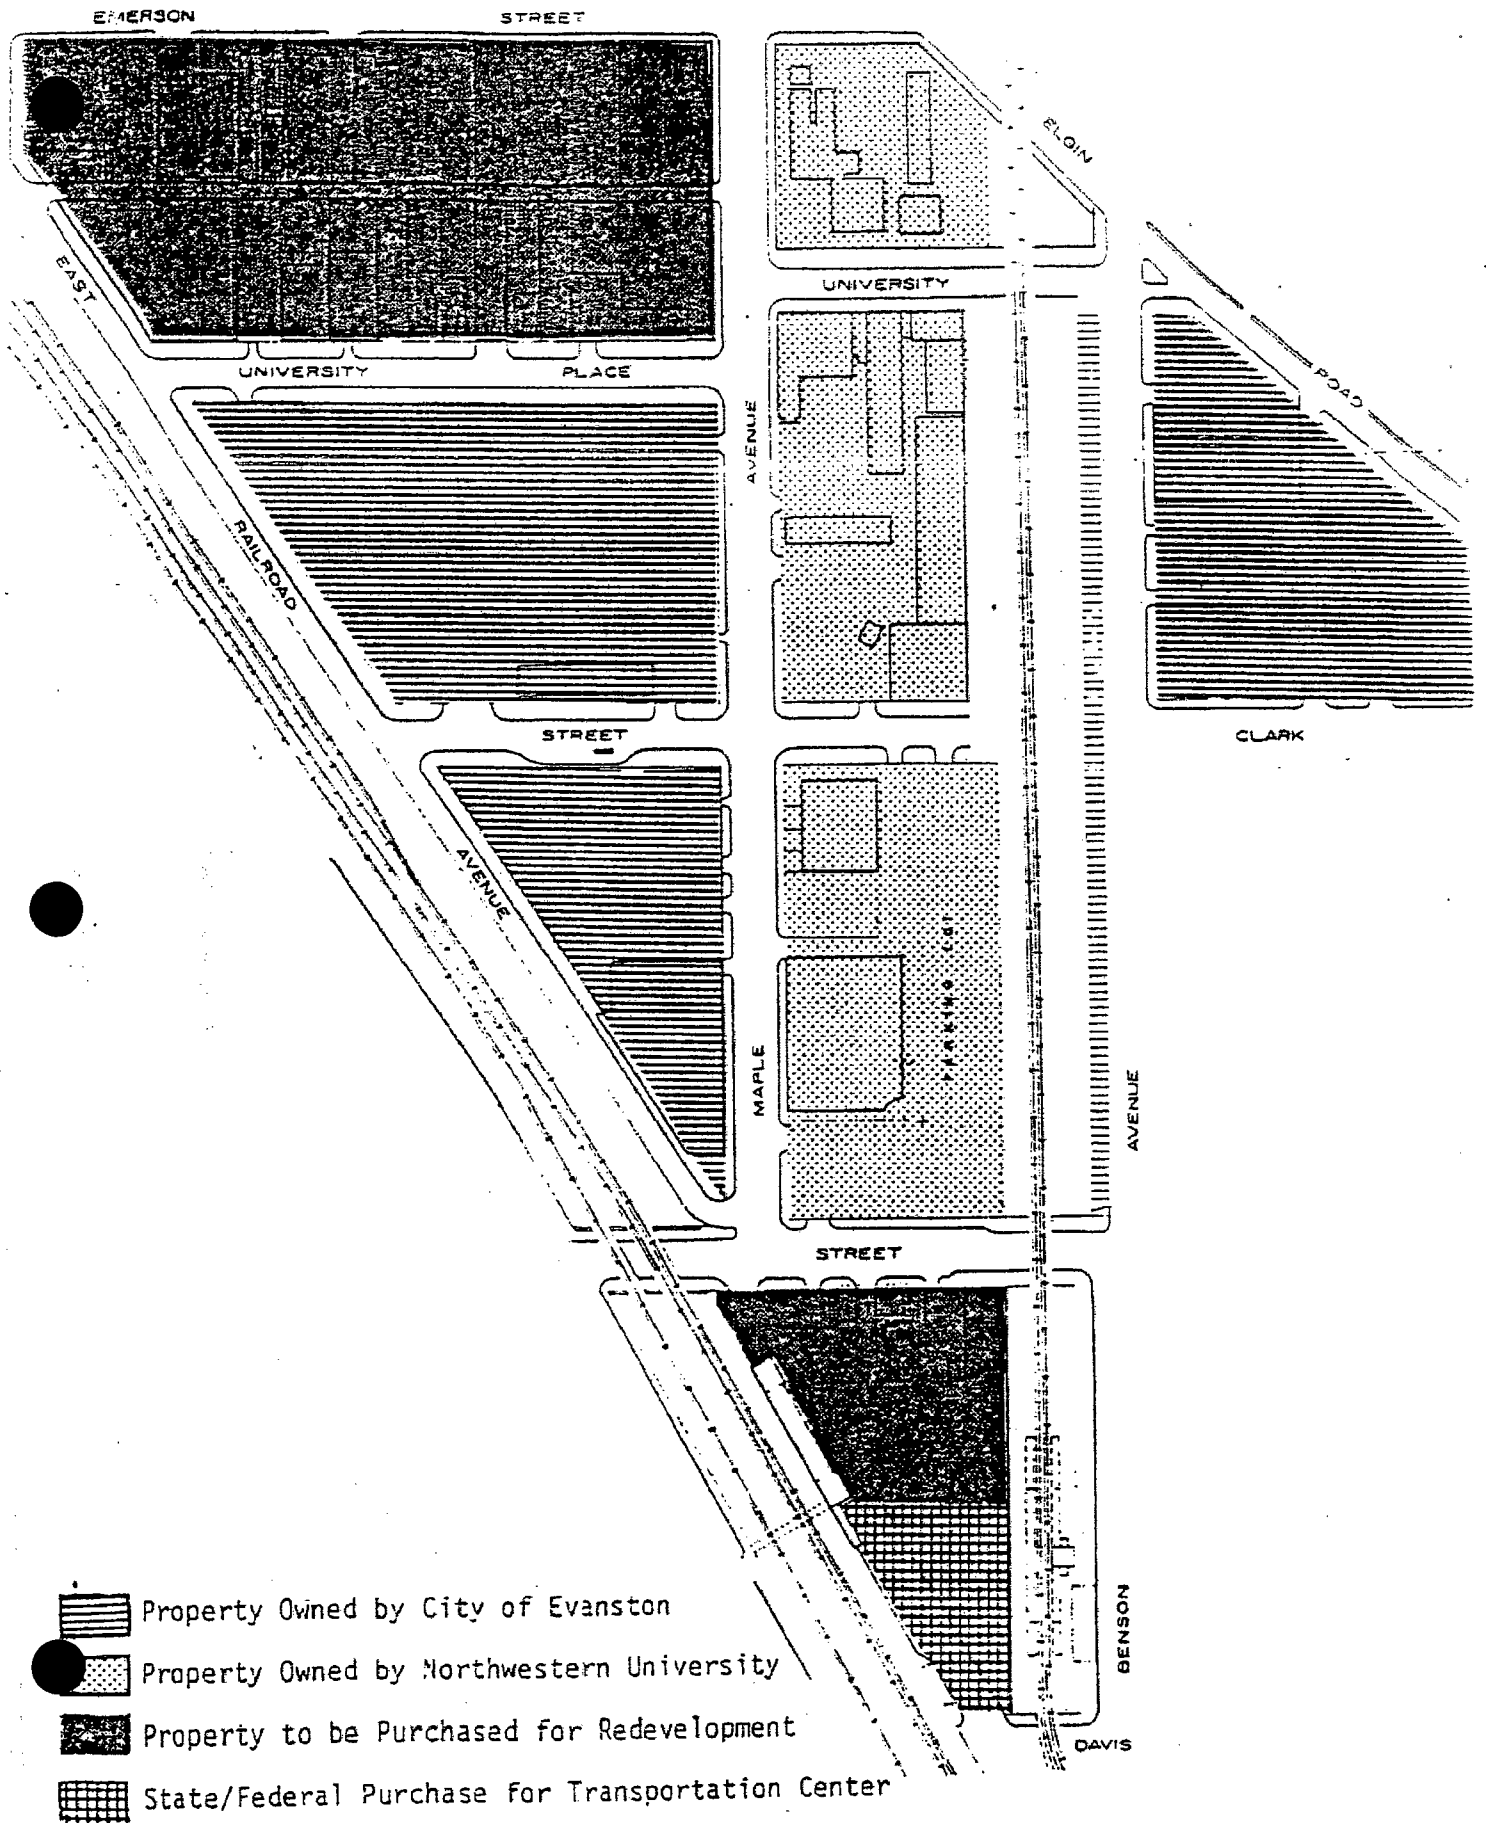 EMERSON STREET
ELGIN
EAST
UNIVERSITY
UNIVERSITY PLACE
ROAD
AVENUE
RAILROAD
STREET
CLARK
AVENUE
PARKING LOT
MAPLE
AVENUE
STREET
BENSON
DAVIS
Property Owned by City of Evanston
Property Owned by Northwestern University
Property to be Purchased for Redevelopment
State/Federal Purchase for Transportation Center